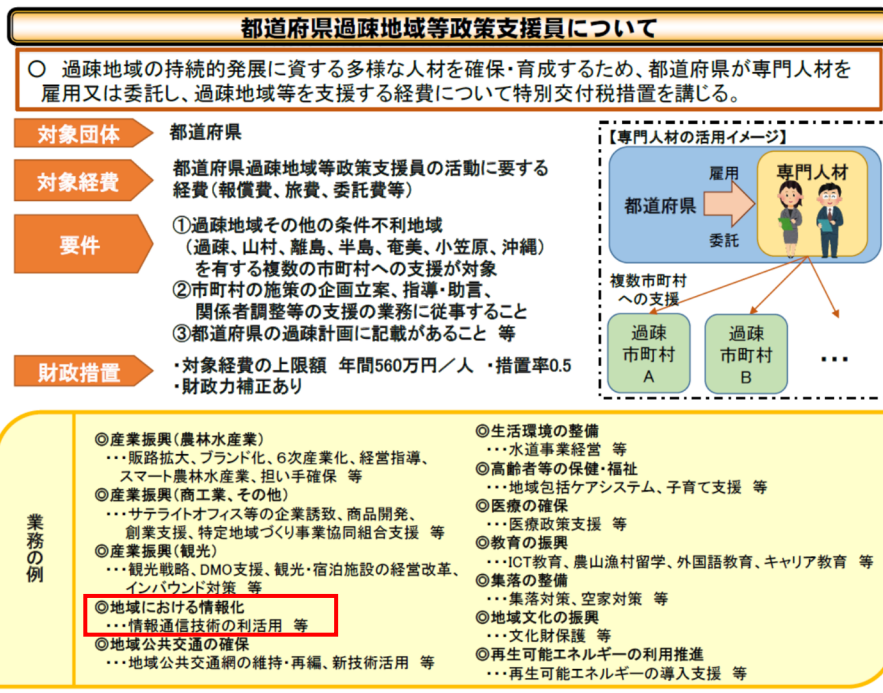 都道府県過疎地域等政策支援員について
○ 過疎地域の持続的発展に資する多様な人材を確保・育成するため、都道府県が専門人材を
雇用又は委託し、過疎地域等を支援する経費について特別交付税措置を講じる。
対象団体
都道府県
対象経費
都道府県過疎地域等政策支援員の活動に要する
経費（報償費、旅費、委託費等）
要件
①過疎地域その他の条件不利地域
（過疎、山村、離島、半島、奄美、小笠原、沖縄）
を有する複数の市町村への支援が対象
②市町村の施策の企画立案、指導・助言、
関係者調整等の支援の業務に従事すること
③都道府県の過疎計画に記載があること 等
財政措置
・対象経費の上限額 年間560万円／人 ・措置率0.5
・財政力補正あり
【専門人材の活用イメージ】
都道府県
雇用
委託
専門人材
複数市町村
への支援
過疎
市町村
A
過疎
市町村
B
・・・
業務の例
◎産業振興（農林水産業）
・・・販路拡大、ブランド化、６次産業化、経営指導、
スマート農林水産業、担い手確保 等
◎産業振興（商工業、その他）
・・・サテライトオフィス等の企業誘致、商品開発、
創業支援、特定地域づくり事業協同組合支援 等
◎産業振興（観光）
・・・観光戦略、DMO支援、観光・宿泊施設の経営改革、
インバウンド対策 等
◎地域における情報化
・・・情報通信技術の利活用 等
◎地域公共交通の確保
・・・地域公共交通網の維持・再編、新技術活用 等
◎生活環境の整備
・・・水道事業経営 等
◎高齢者等の保健・福祉
・・・地域包括ケアシステム、子育て支援 等
◎医療の確保
・・・医療政策支援 等
◎教育の振興
・・・ICT教育、農山漁村留学、外国語教育、キャリア教育 等
◎集落の整備
・・・集落対策、空家対策 等
◎地域文化の振興
・・・文化財保護 等
◎再生可能エネルギーの利用推進
・・・再生可能エネルギーの導入支援 等